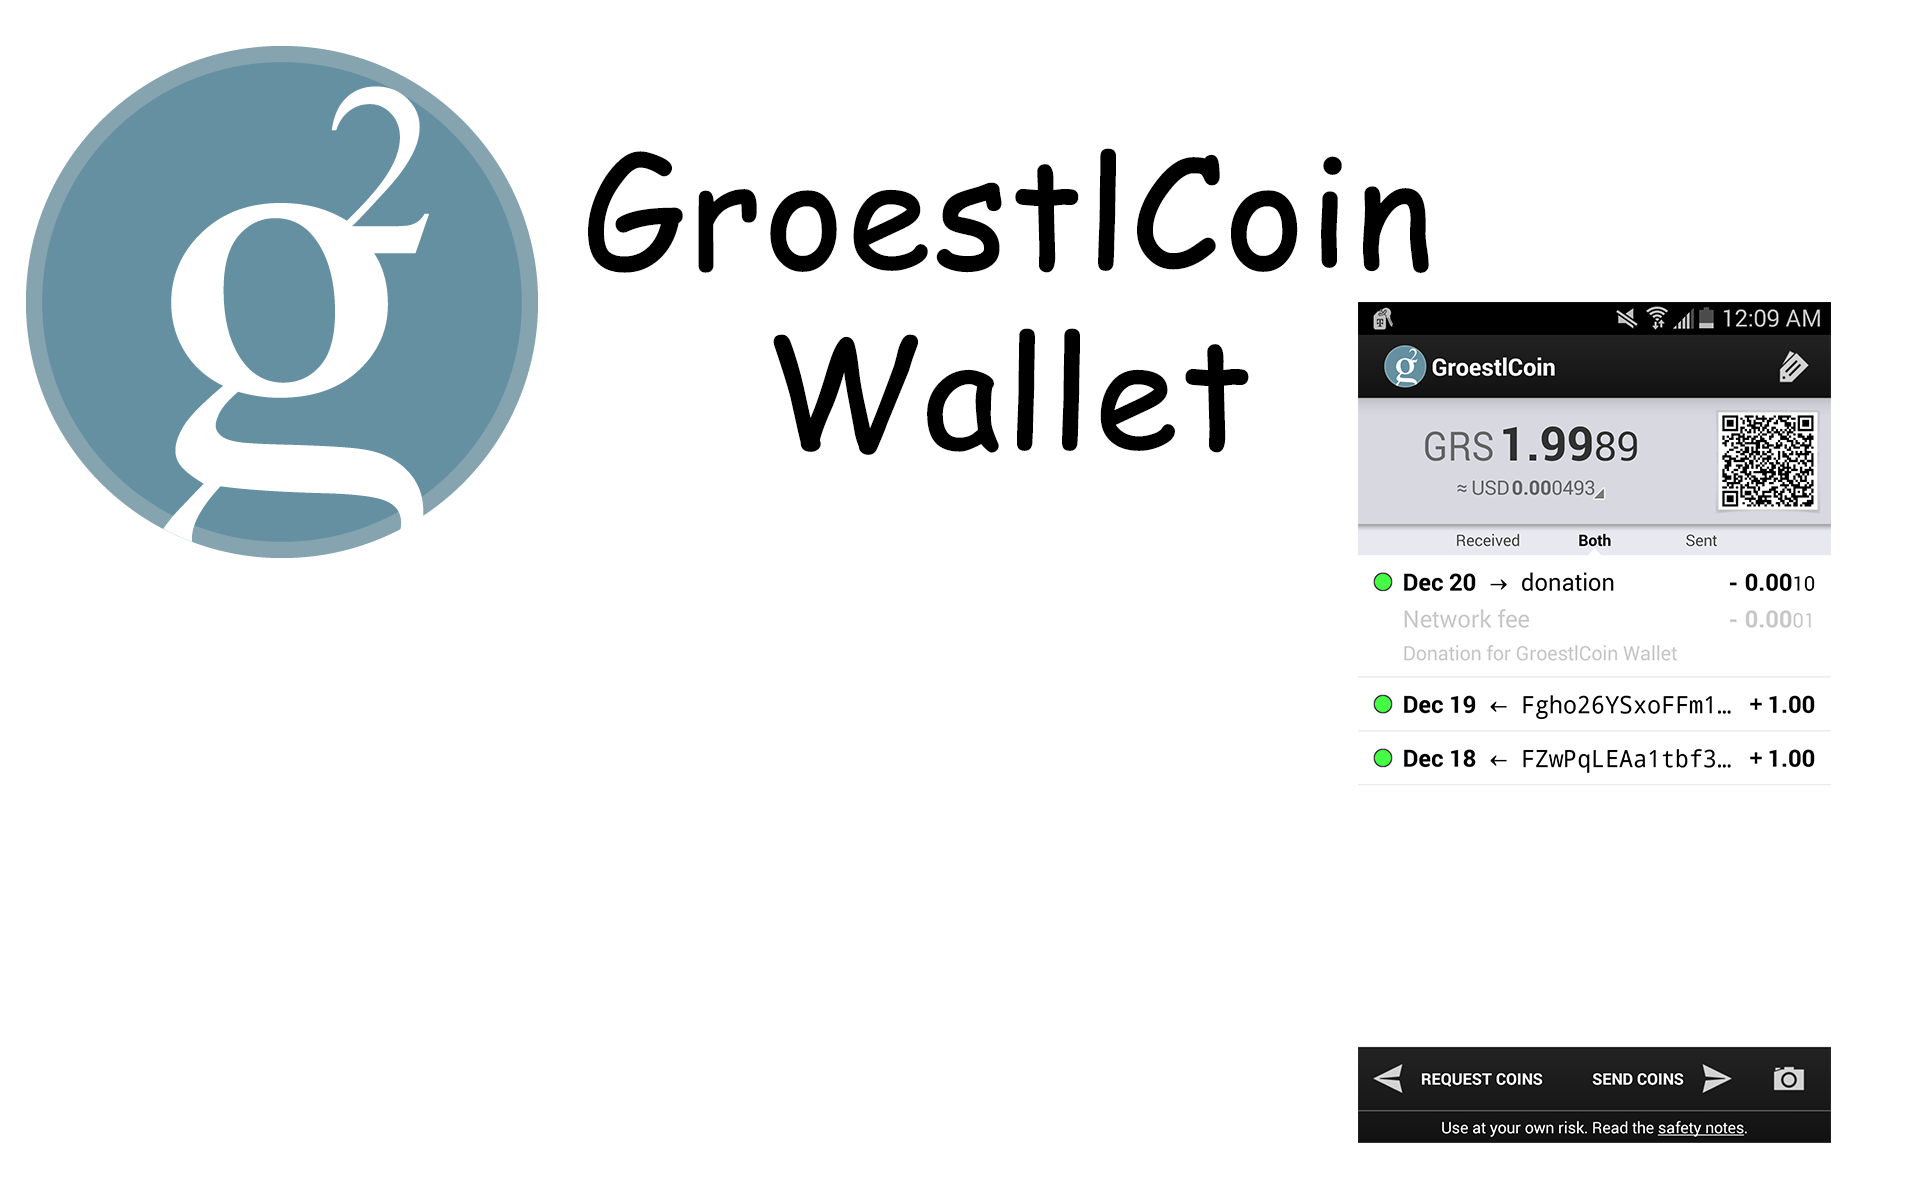 g2
GroestlCoin
Wallet
12:09 AM
g2 GroestlCoin
GRS 1.9989
≈ USD 0.000493
Received Both Sent
Dec 20 → donation - 0.0010
Network fee - 0.0001
Donation for GroestlCoin Wallet
Dec 19 ← Fgho26YSxoFFm1… + 1.00
Dec 18 ← FZwPqLEAa1tbf3… + 1.00
REQUEST COINS SEND COINS
Use at your own risk. Read the safety notes.